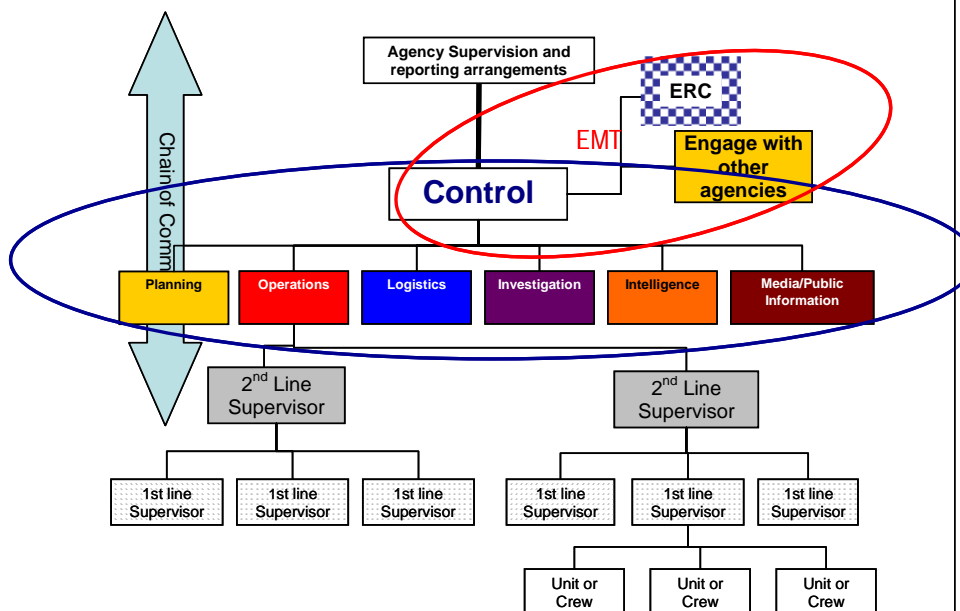 Agency Supervision and
reporting arrangements
ERC
EMT
Engage with
other
agencies
Chain of Comm
Control
Planning
Operations
Logistics
Investigation
Intelligence
Media/Public
Information
2nd Line
Supervisor
2nd Line
Supervisor
1st line
Supervisor
1st line
Supervisor
1st line
Supervisor
1st line
Supervisor
1st line
Supervisor
1st line
Supervisor
Unit or
Crew
Unit or
Crew
Unit or
Crew